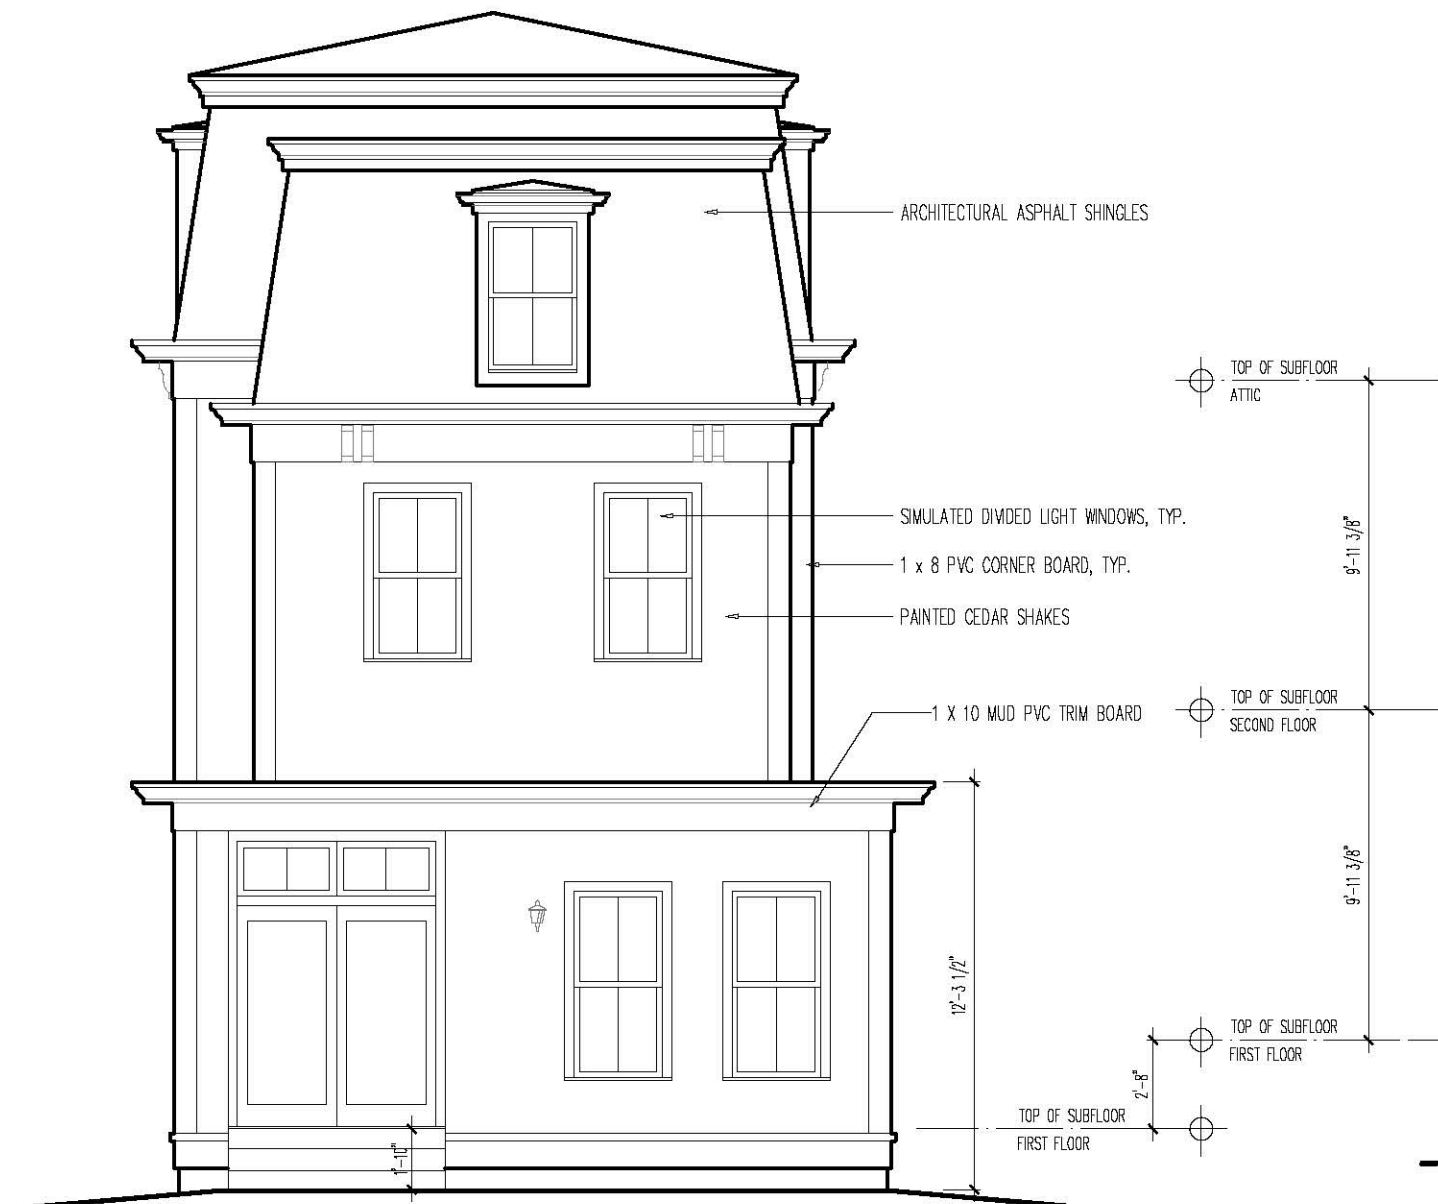 ARCHITECTURAL ASPHALT SHINGLES
TOP OF SUBFLOOR
ATTIC
SIMULATED DIVIDED LIGHT WINDOWS, TYP.
9'-11 3/8"
1 x 8 PVC CORNER BOARD, TYP.
PAINTED CEDAR SHAKES
TOP OF SUBFLOOR
SECOND FLOOR
1 X 10 MUD PVC TRIM BOARD
9'-11 3/8"
12'-3 1/2"
TOP OF SUBFLOOR
FIRST FLOOR
2'-8"
TOP OF SUBFLOOR
FIRST FLOOR
1'-10"